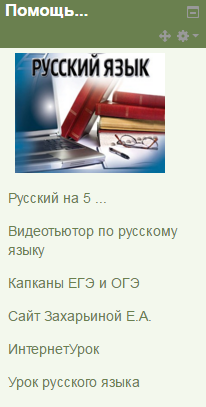 Помощь...
РУССКИЙ ЯЗЫК
Русский на 5 ...
Видеотьютор по русскому
языку
Капканы ЕГЭ и ОГЭ
Сайт Захарьиной Е.А.
ИнтернетУрок
Урок русского языка